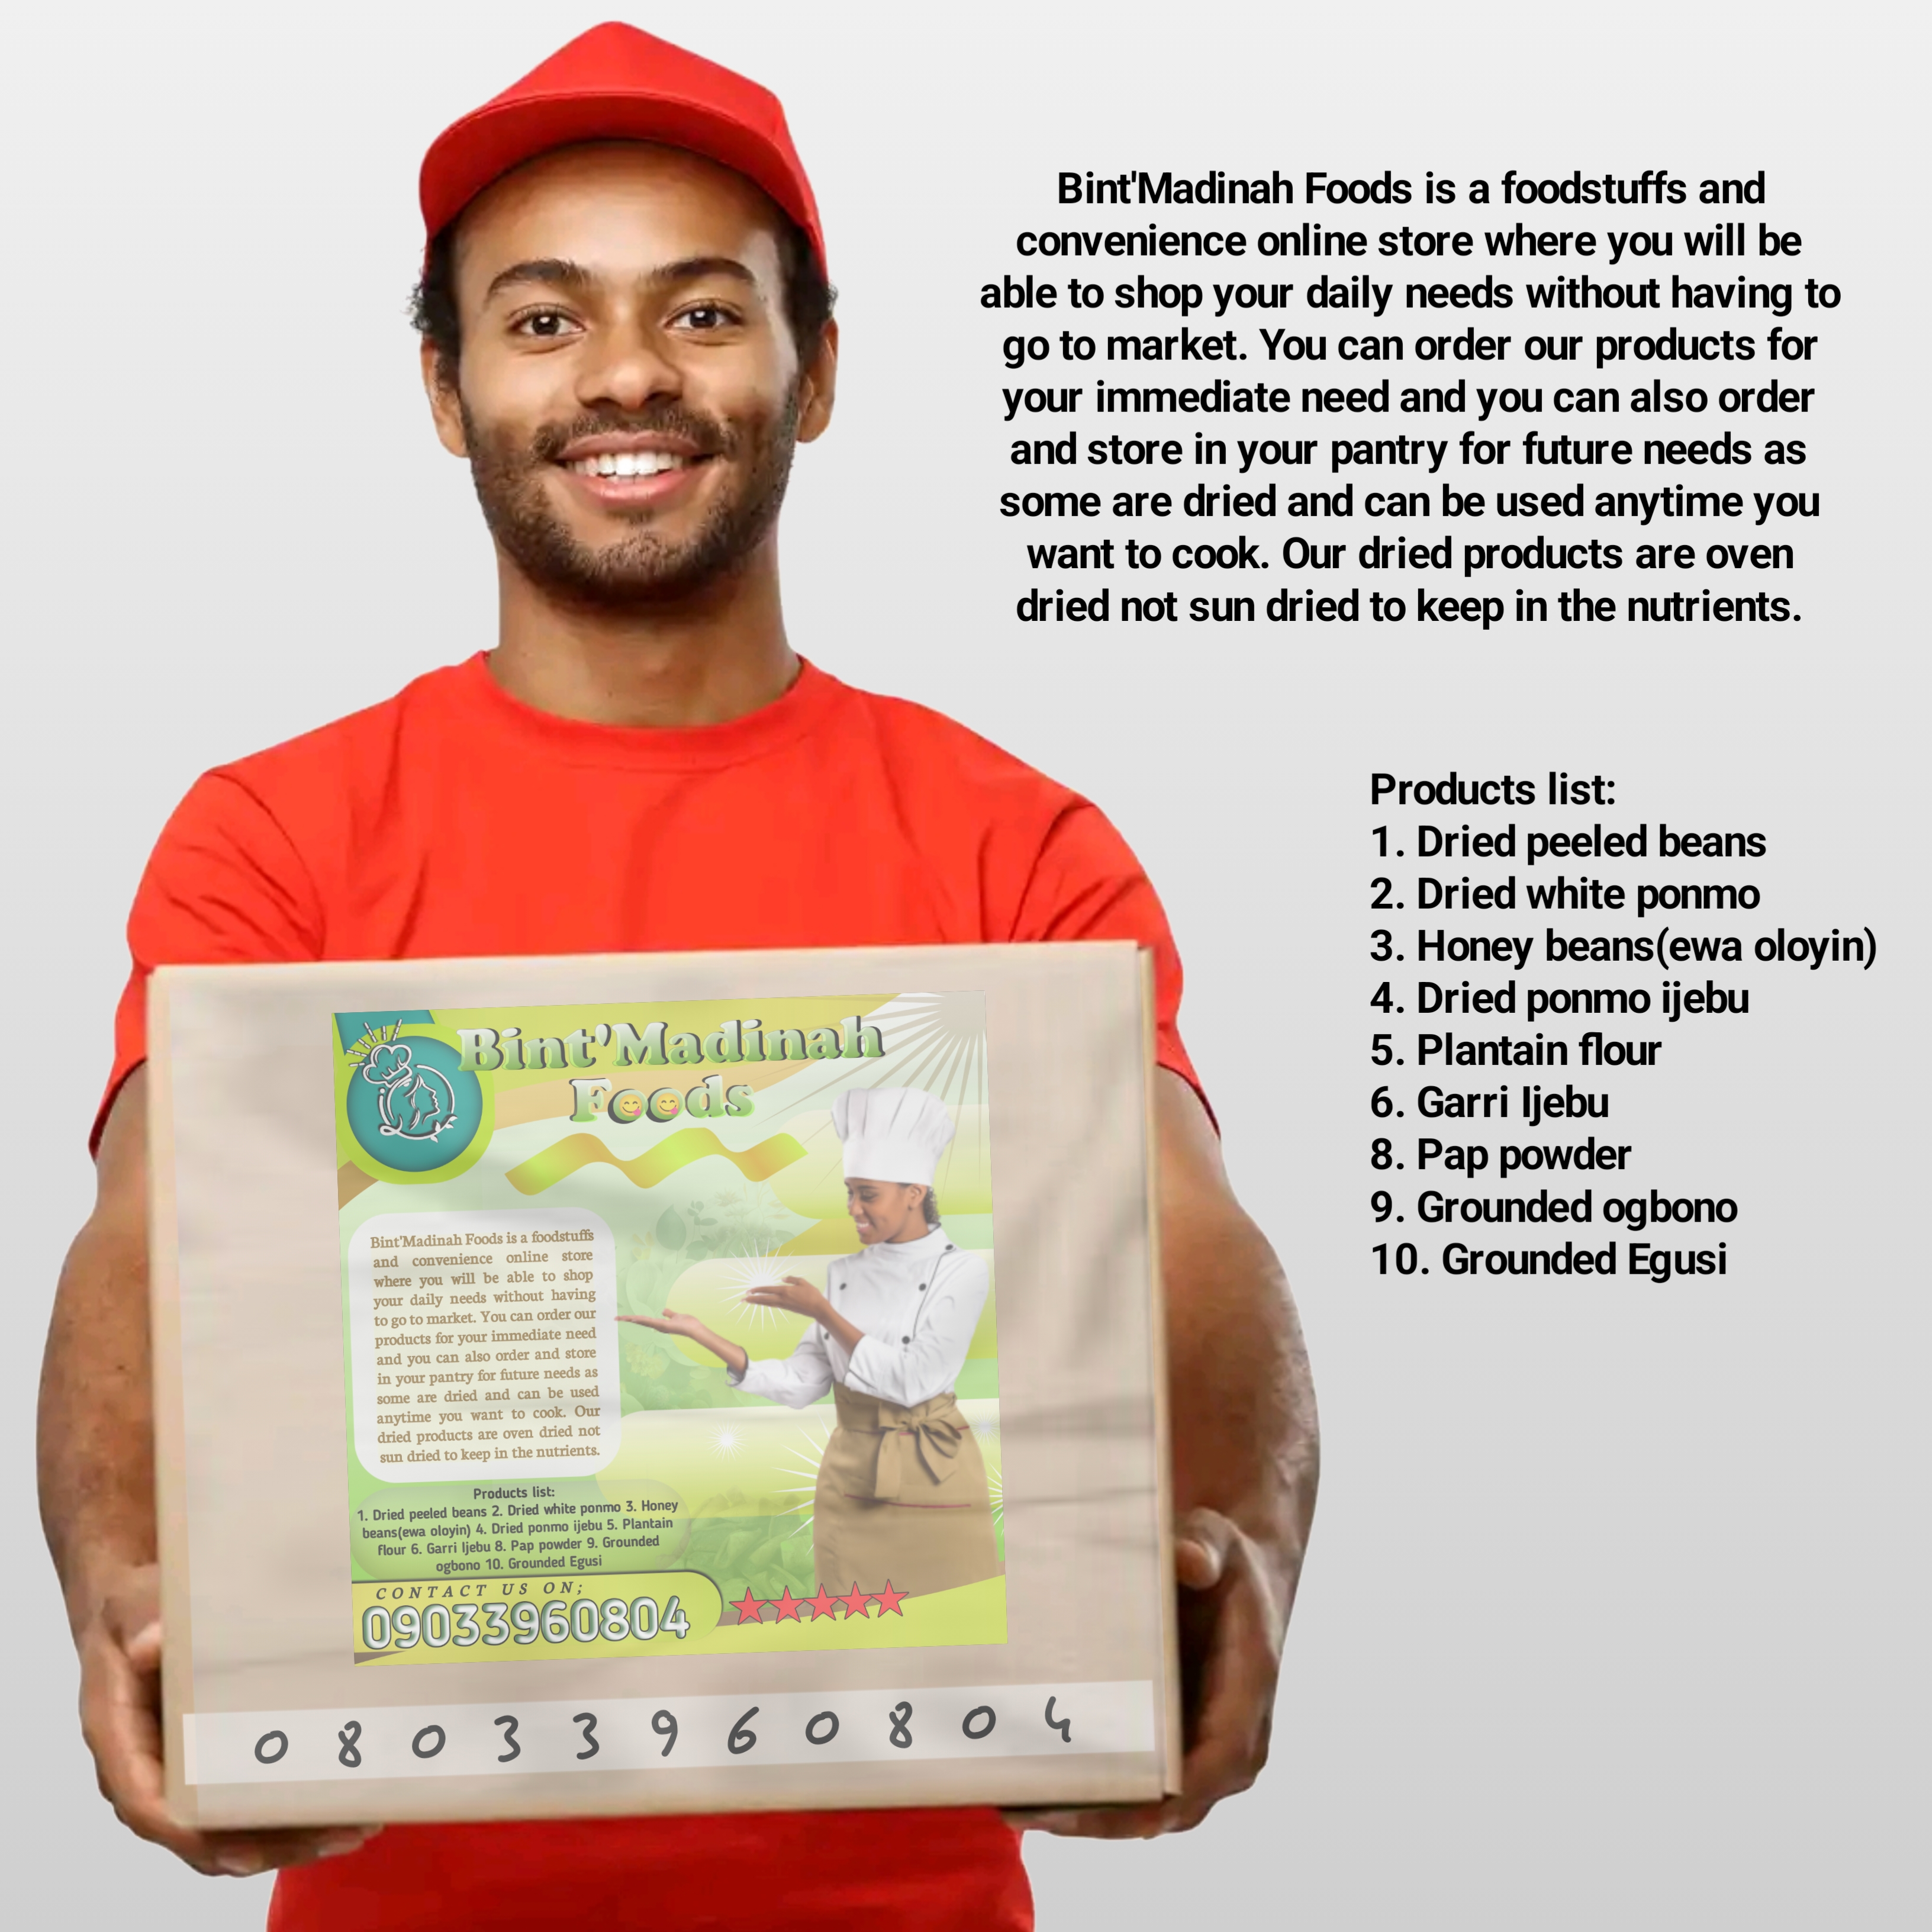 Bint'Madinah Foods is a foodstuffs and
convenience online store where you will be
able to shop your daily needs without having to
go to market. You can order our products for
your immediate need and you can also order
and store in your pantry for future needs as
some are dried and can be used anytime you
want to cook. Our dried products are oven
dried not sun dried to keep in the nutrients.
Products list:
1. Dried peeled beans
2. Dried white ponmo
3. Honey beans(ewa oloyin)
4. Dried ponmo ijebu
5. Plantain flour
6. Garri Ijebu
8. Pap powder
9. Grounded ogbono
10. Grounded Egusi
Bint'Madinah
Foods
Bint'Madinah Foods is a foodstuffs
and convenience online store
where you will be able to shop
your daily needs without having
to go to market. You can order our
products for your immediate need
and you can also order and store
in your pantry for future needs as
some are dried and can be used
anytime you want to cook. Our
dried products are oven dried not
sun dried to keep in the nutrients.
Products list:
1. Dried peeled beans 2. Dried white ponmo 3. Honey
beans(ewa oloyin) 4. Dried ponmo ijebu 5. Plantain
flour 6. Garri Ijebu 8. Pap powder 9. Grounded
ogbono 10. Grounded Egusi
CONTACT US ON;
09033960804
0 8 0 3 3 9 6 0 8 0 4